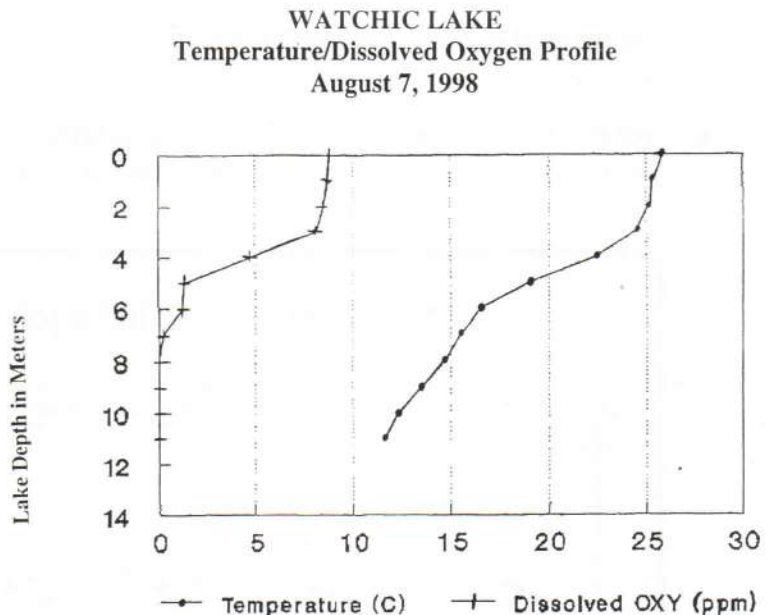 WATCHIC LAKE
Temperature/Dissolved Oxygen Profile
August 7, 1998
Lake Depth in Meters
0
2
4
6
8
10
12
14
0 5 10 15 20 25 30
Temperature (C) Dissolved OXY (ppm)